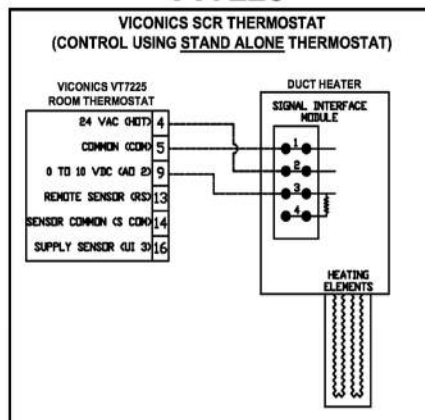 VICONICS SCR THERMOSTAT
(CONTROL USING STAND ALONE THERMOSTAT)
VICONICS VT7225
ROOM THERMOSTAT
24 VAC (HOT) 4
COMMON (COM) 5
0 TO 10 VDC (AO 2) 9
REMOTE SENSOR (RS) 13
SENSOR COMMON (S COM) 14
SUPPLY SENSOR (UI 3) 16
DUCT HEATER
SIGNAL INTERFACE
MODULE
1
2
3
4
HEATING
ELEMENTS